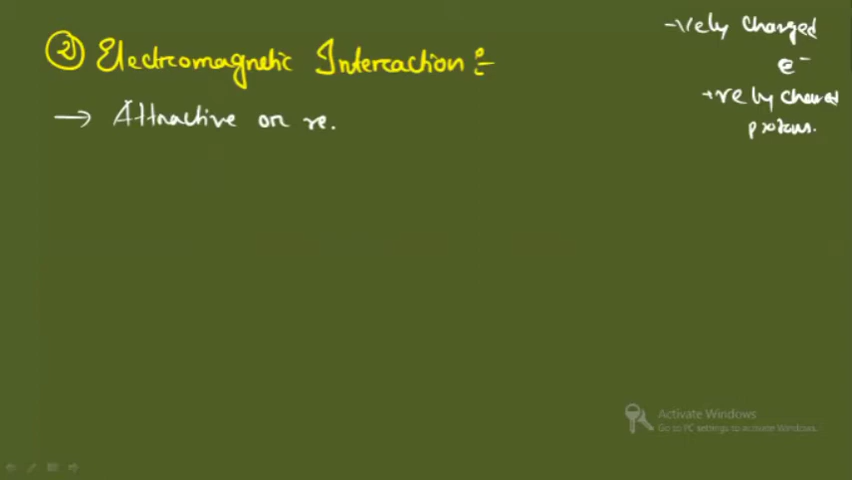 ② Electromagnetic Interaction :-
→ Attractive or re.
-vely Charged
e⁻
+vely charged
protons.
Activate Windows
Go to PC settings to activate Windows.